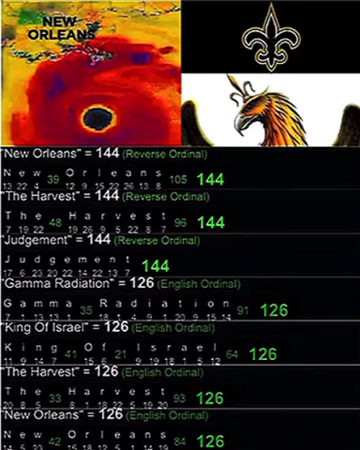 NEW
ORLEANS
"New Orleans" = 144 (Reverse Ordinal)
N e w 39 O r l e a n s 105 144
13 22 4 12 9 15 22 26 13 8
"The Harvest" = 144 (Reverse Ordinal)
T h e 48 H a r v e s t 96 144
7 19 22 19 26 9 5 22 8 7
"Judgement" = 144 (Reverse Ordinal)
J u d g e m e n t 144
17 6 23 20 22 14 22 13 7
"Gamma Radiation" = 126 (English Ordinal)
G a m m a 35 R a d i a t i o n 91 126
7 1 13 13 1 18 1 4 9 1 20 9 15 14
"King Of Israel" = 126 (English Ordinal)
K i n g 41 O f 21 I s r a e l 64 126
11 9 14 7 15 6 9 19 18 1 5 12
"The Harvest" = 126 (English Ordinal)
T h e 33 H a r v e s t 93 126
20 8 5 8 1 18 22 5 19 20
"New Orleans" = 126 (English Ordinal)
N e w 42 O r l e a n s 84 126
14 5 23 15 18 12 5 1 14 19